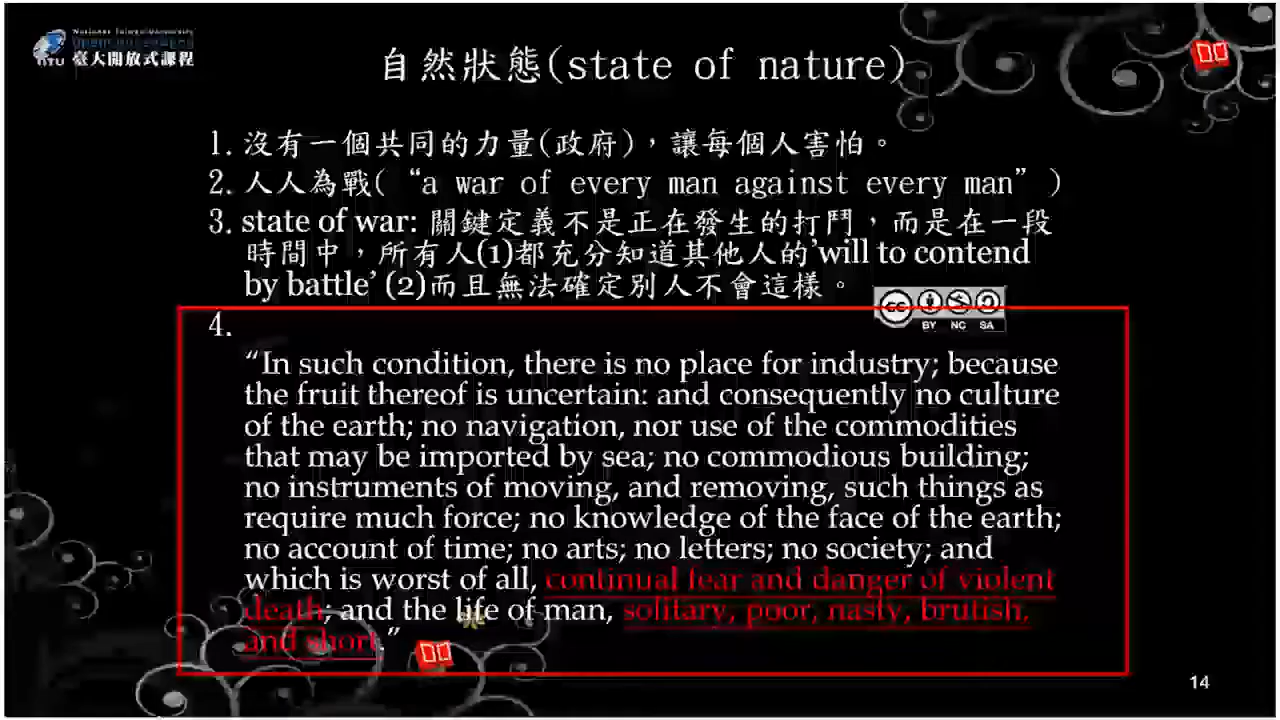 National Taiwan University
臺大開放式課程
自然狀態(state of nature)
1. 沒有一個共同的力量(政府),讓每個人害怕。
2. 人人為戰(“a war of every man against every man”)
3. state of war: 關鍵定義不是正在發生的打鬥,而是在一段
時間中,所有人(1)都充分知道其他人的’will to contend
by battle’ (2)而且無法確定別人不會這樣。
CC BY NC SA
4.
“In such condition, there is no place for industry; because
the fruit thereof is uncertain: and consequently no culture
of the earth; no navigation, nor use of the commodities
that may be imported by sea; no commodious building;
no instruments of moving, and removing, such things as
require much force; no knowledge of the face of the earth;
no account of time; no arts; no letters; no society; and
which is worst of all, continual fear and danger of violent
death; and the life of man, solitary, poor, nasty, brutish,
and short.”
14